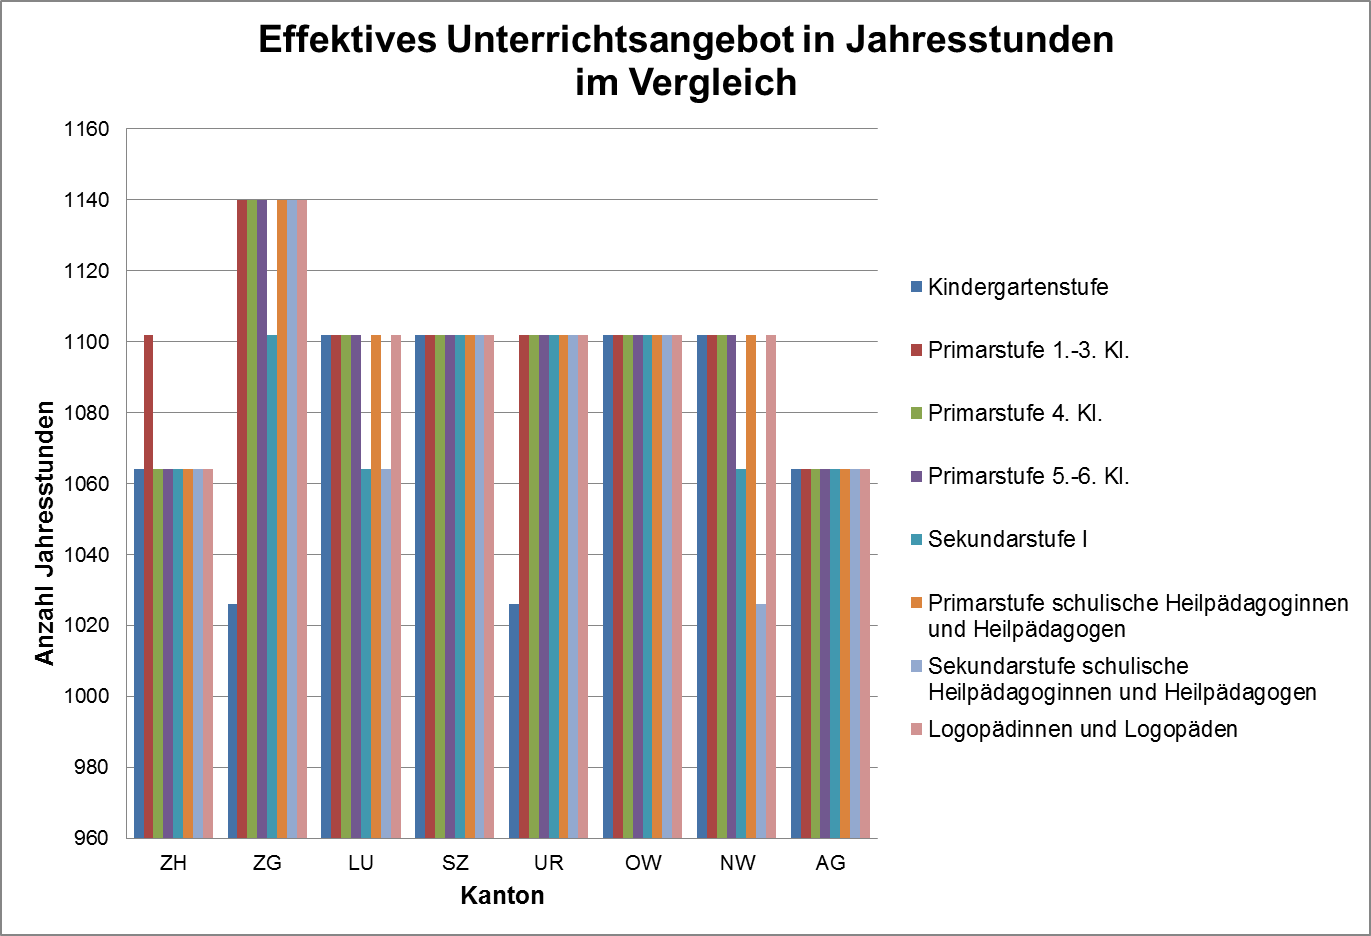 Effektives Unterrichtsangebot in Jahresstunden
im Vergleich
Anzahl Jahresstunden
1160
1140
1120
1100
1080
1060
1040
1020
1000
980
960
ZH
ZG
LU
SZ
UR
OW
NW
AG
Kanton
Kindergartenstufe
Primarstufe 1.-3. Kl.
Primarstufe 4. Kl.
Primarstufe 5.-6. Kl.
Sekundarstufe I
Primarstufe schulische Heilpädagoginnen
und Heilpädagogen
Sekundarstufe schulische
Heilpädagoginnen und Heilpädagogen
Logopädinnen und Logopäden